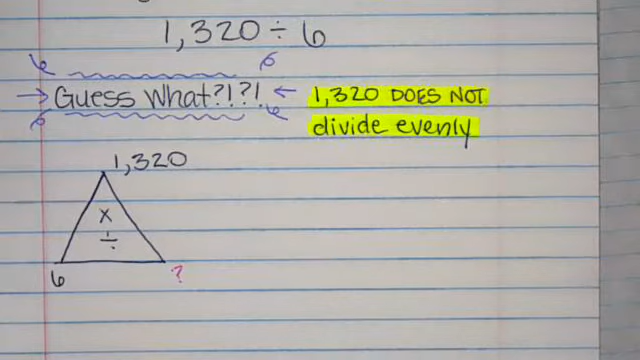 1,320 ÷ 6
→ Guess What?!?! ← 1,320 DOES NOT
divide evenly
1,320
x
÷
6 ?